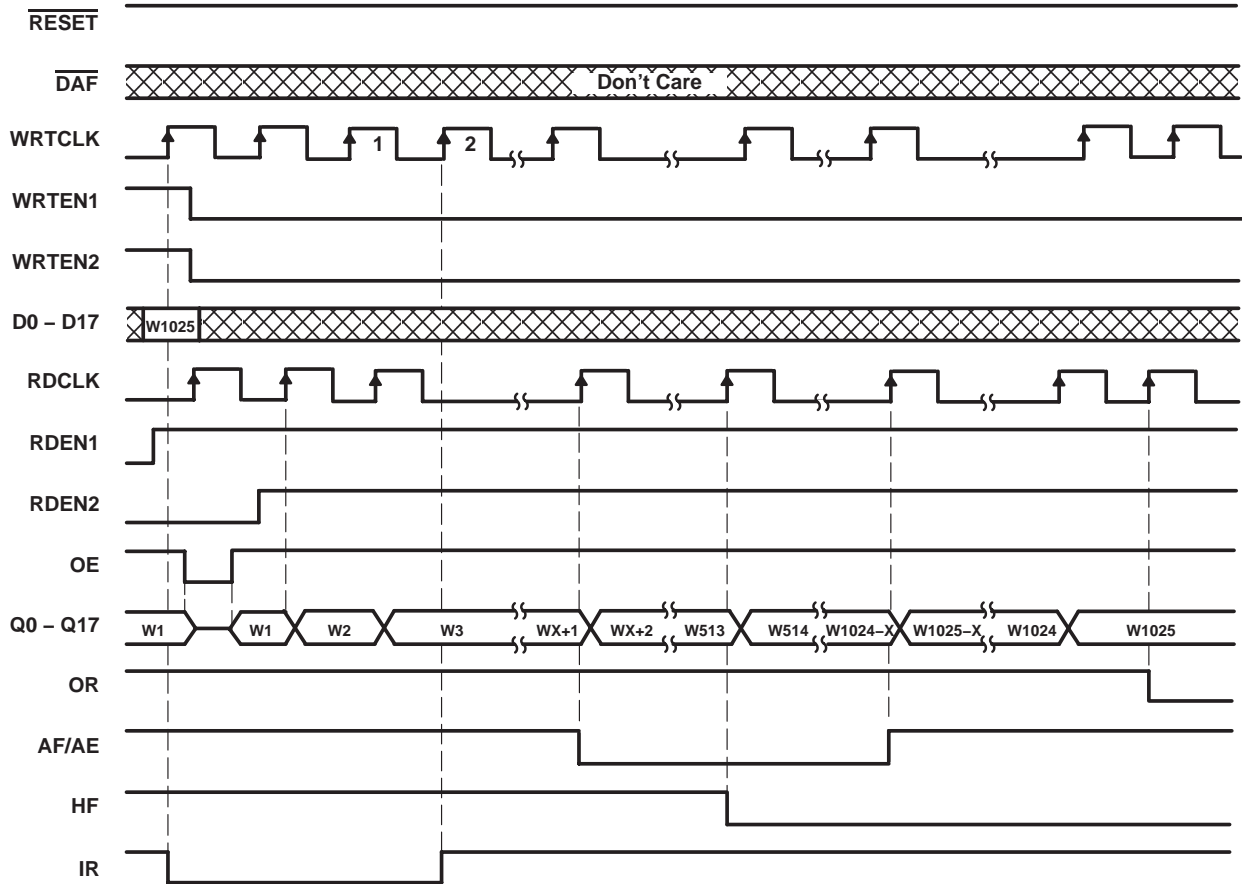 RESET
DAF
Don't Care
WRTCLK
1
2
WRTEN1
WRTEN2
D0 – D17
W1025
RDCLK
RDEN1
RDEN2
OE
Q0 – Q17
W1
W1
W2
W3
WX+1
WX+2
W513
W514
W1024–X
W1025–X
W1024
W1025
OR
AF/AE
HF
IR